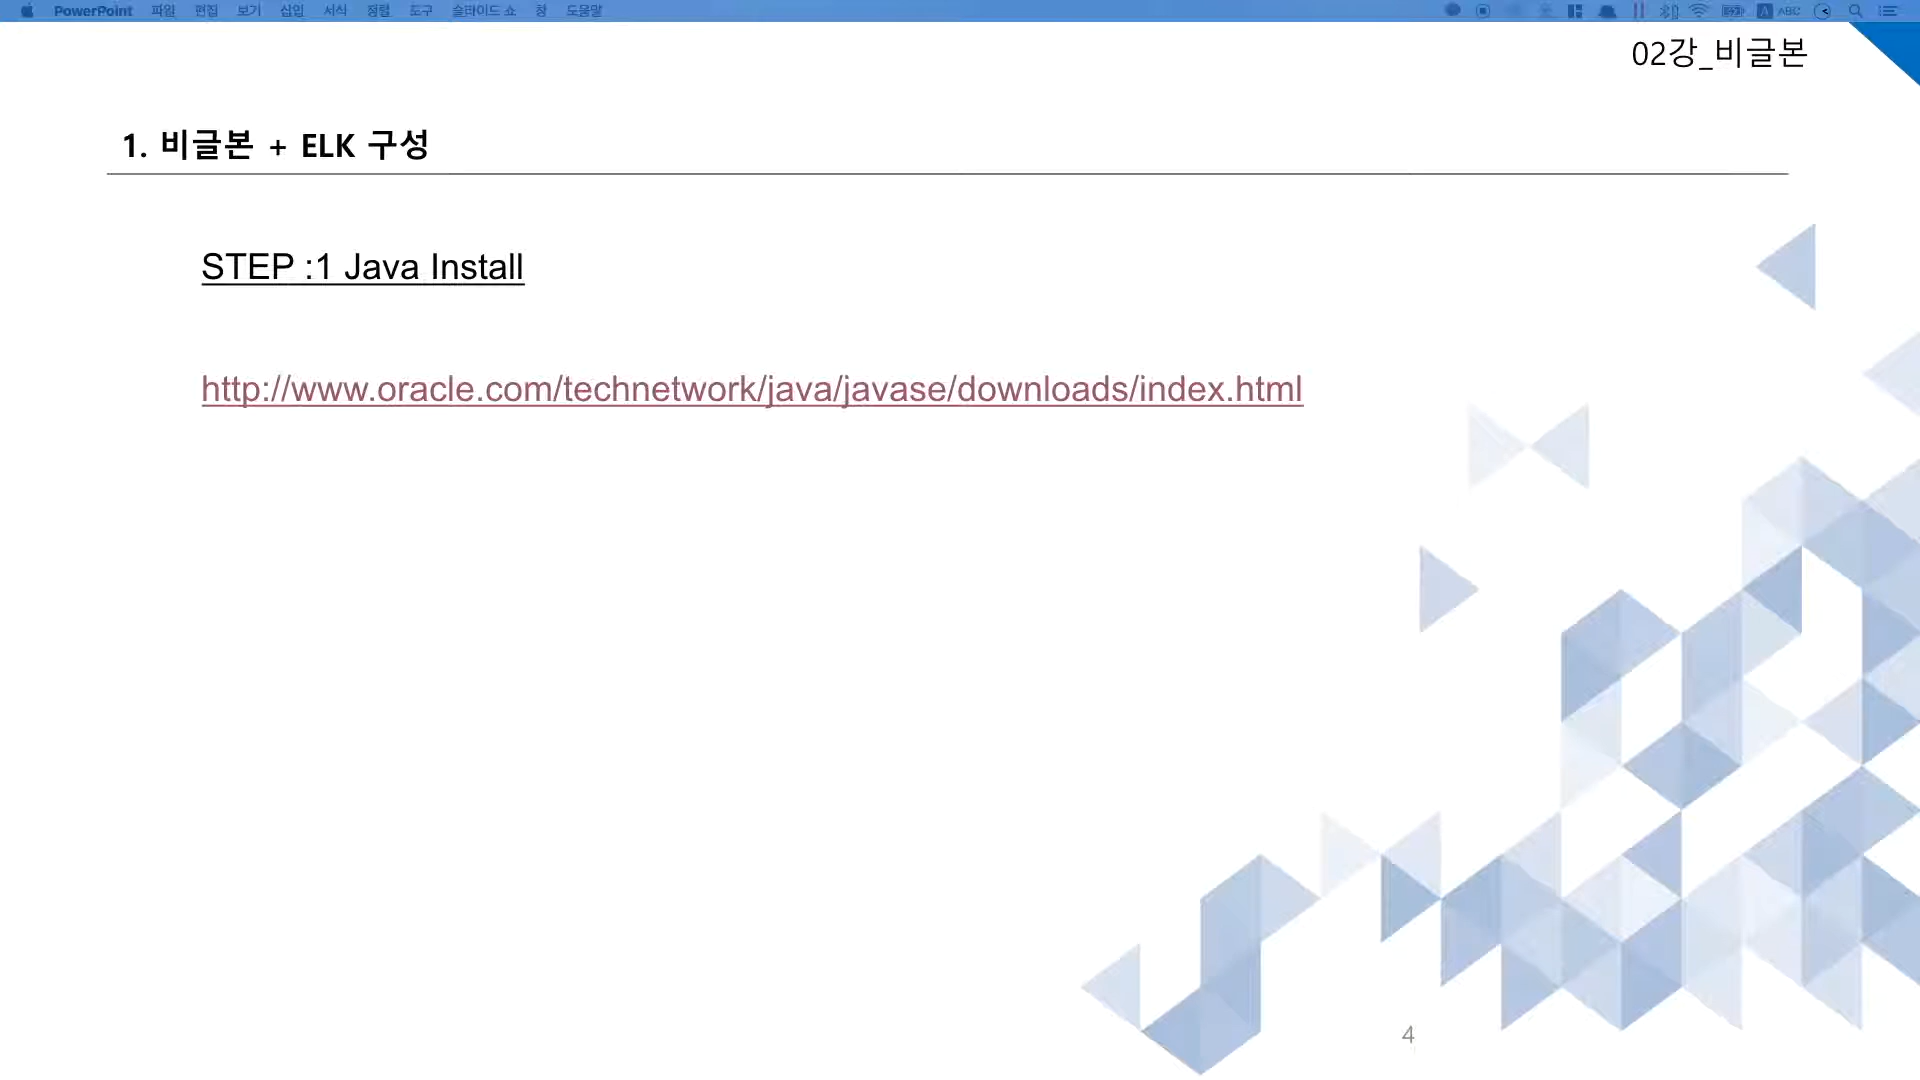 PowerPoint 파일 편집 보기 삽입 서식 정렬 도구 슬라이드 쇼 창 도움말 A ABC
02강_비글본
1. 비글본 + ELK 구성
STEP :1 Java Install
http://www.oracle.com/technetwork/java/javase/downloads/index.html
4